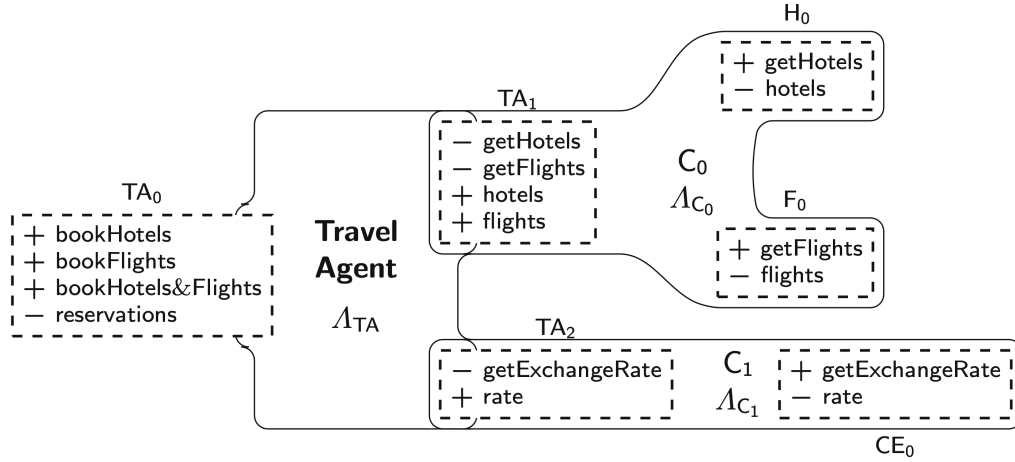 H₀
+ getHotels
− hotels
TA₁
− getHotels
− getFlights
+ hotels
+ flights
C₀
Λ_C₀
TA₀
+ bookHotels
+ bookFlights
+ bookHotels&Flights
− reservations
Travel
Agent
Λ_TA
F₀
+ getFlights
− flights
TA₂
− getExchangeRate
+ rate
C₁
Λ_C₁
+ getExchangeRate
− rate
CE₀